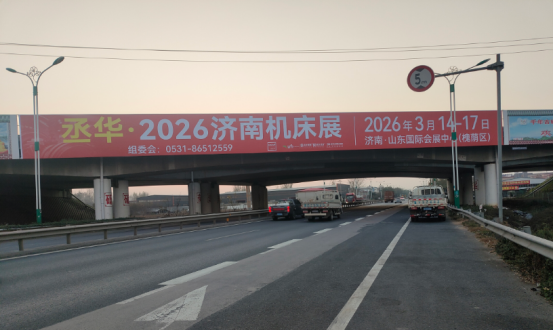 丞华·2026济南机床展
组委会：0531-86512559
2026年3月14-17日
济南·山东国际会展中心(槐荫区)
5m